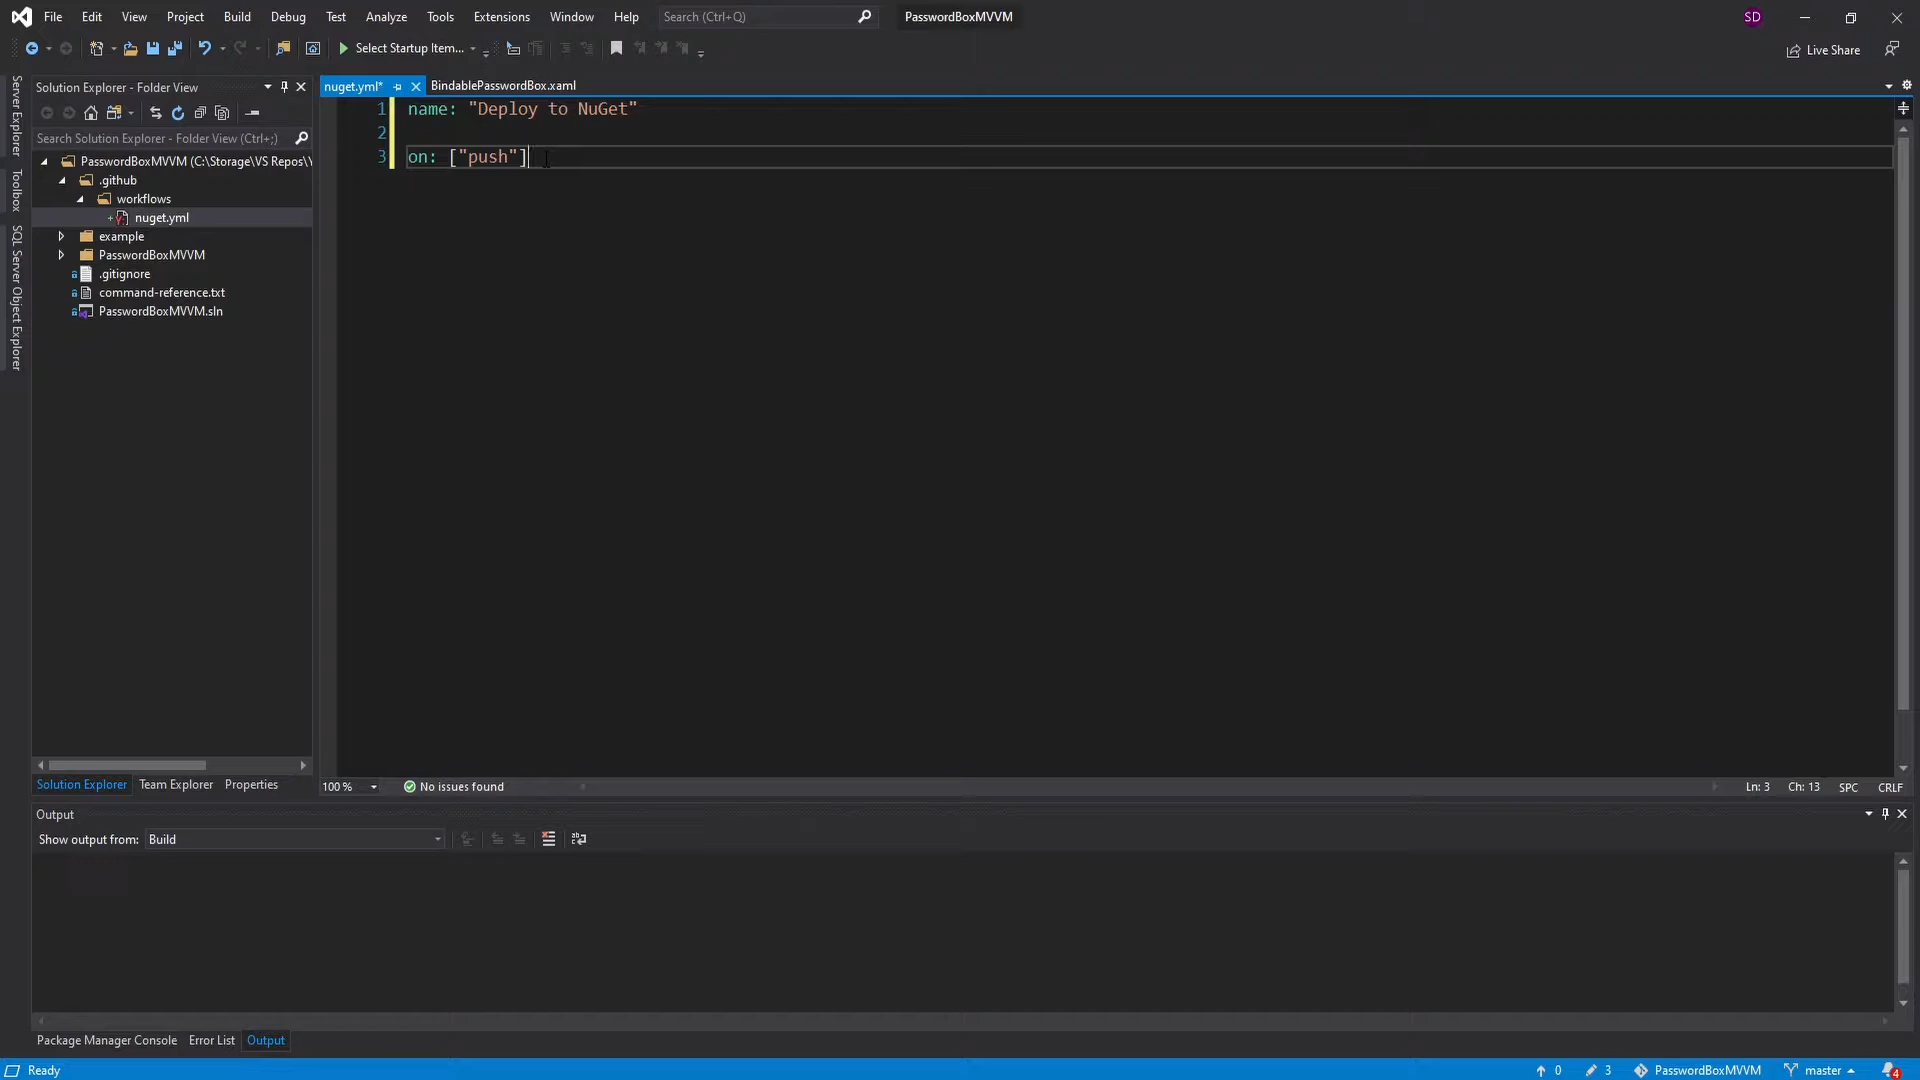 File Edit View Project Build Debug Test Analyze Tools Extensions Window Help Search (Ctrl+Q) PasswordBoxMVVM SD
Select Startup Item... Live Share
Server Explorer
Toolbox
SQL Server Object Explorer
Solution Explorer - Folder View
Search Solution Explorer - Folder View (Ctrl+;)
PasswordBoxMVVM (C:\Storage\VS Repos\Y
.github
workflows
nuget.yml
example
PasswordBoxMVVM
.gitignore
command-reference.txt
PasswordBoxMVVM.sln
Solution Explorer Team Explorer Properties
nuget.yml* BindablePasswordBox.xaml
1 name: "Deploy to NuGet"
2
3 on: ["push"]
100 % No issues found Ln: 3 Ch: 13 SPC CRLF
Output
Show output from: Build
Package Manager Console Error List Output
Ready 0 3 PasswordBoxMVVM master 4